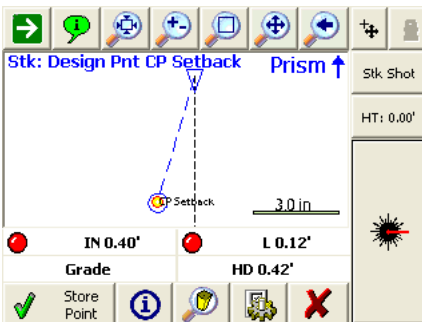 Stk: Design Pnt CP Setback
Prism
Stk Shot
HT: 0.00'
CP Setback
3.0 in
IN 0.40'
L 0.12'
Grade
HD 0.42'
Store
Point